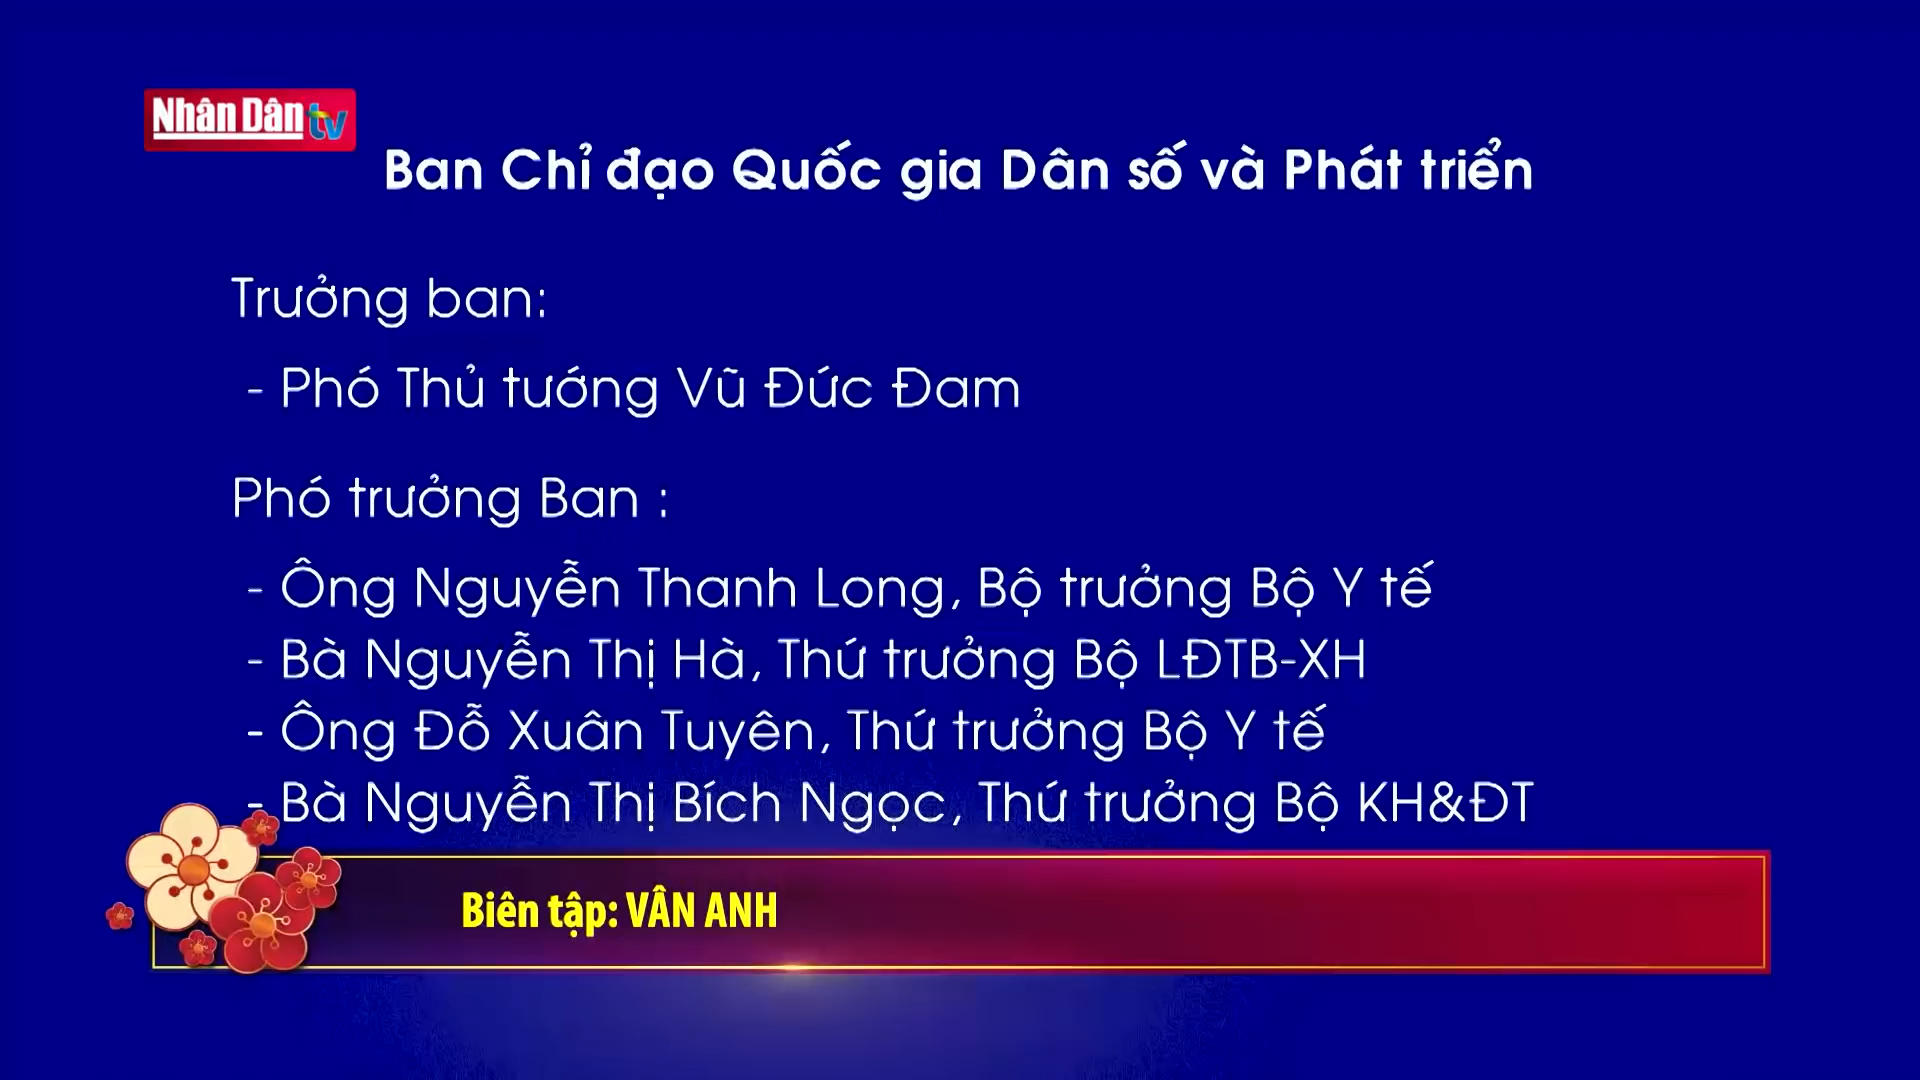 Nhân Dân tv
Ban Chỉ đạo Quốc gia Dân số và Phát triển
Trưởng ban:
- Phó Thủ tướng Vũ Đức Đam
Phó trưởng Ban :
- Ông Nguyễn Thanh Long, Bộ trưởng Bộ Y tế
- Bà Nguyễn Thị Hà, Thứ trưởng Bộ LĐTB-XH
- Ông Đỗ Xuân Tuyên, Thứ trưởng Bộ Y tế
- Bà Nguyễn Thị Bích Ngọc, Thứ trưởng Bộ KH&ĐT
Biên tập: VÂN ANH